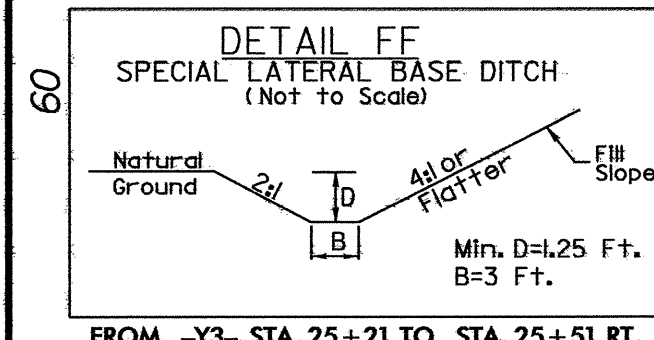 DETAIL FF
SPECIAL LATERAL BASE DITCH
(Not to Scale)
60
Natural
Ground
2:1
D
4:1 or
Flatter
Fill
Slope
B
Min. D=1.25 Ft.
B=3 Ft.
FROM -Y3- STA. 25+21 TO STA. 25+51 RT.